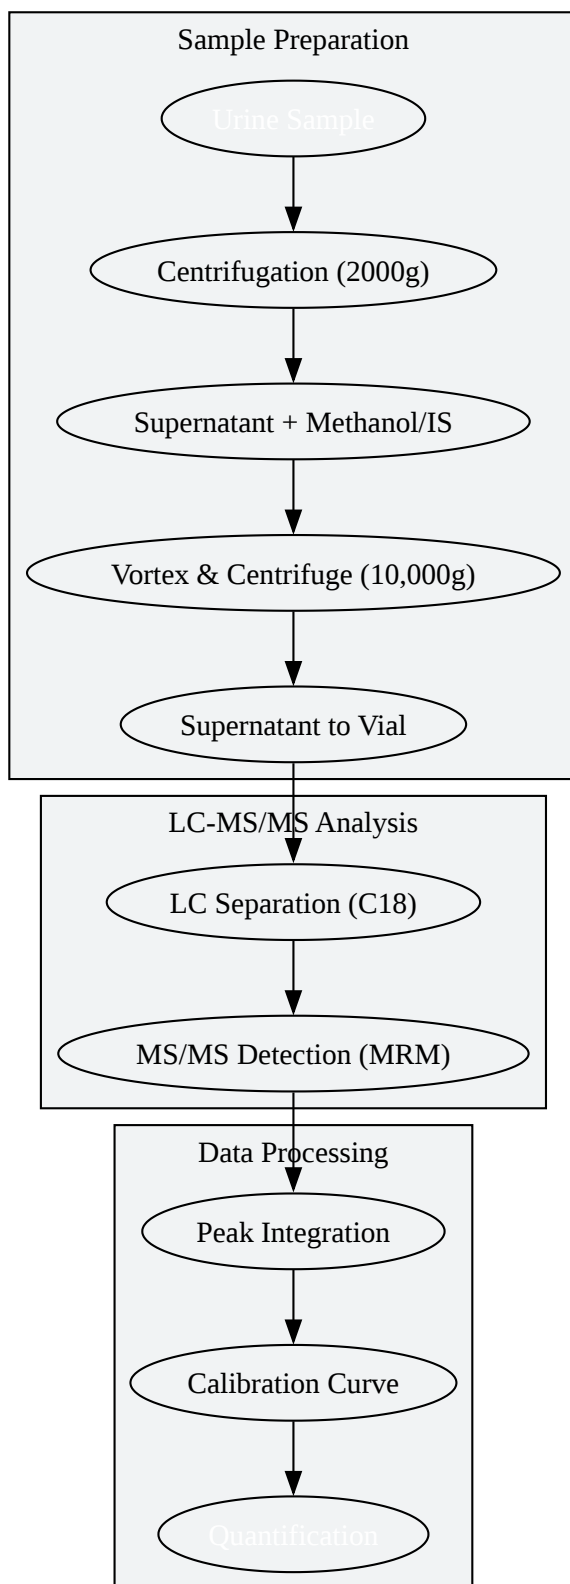 Sample Preparation
Urine Sample
Centrifugation (2000g)
Supernatant + Methanol/IS
Vortex & Centrifuge (10,000g)
Supernatant to Vial
LC-MS/MS Analysis
LC Separation (C18)
MS/MS Detection (MRM)
Data Processing
Peak Integration
Calibration Curve
Quantification